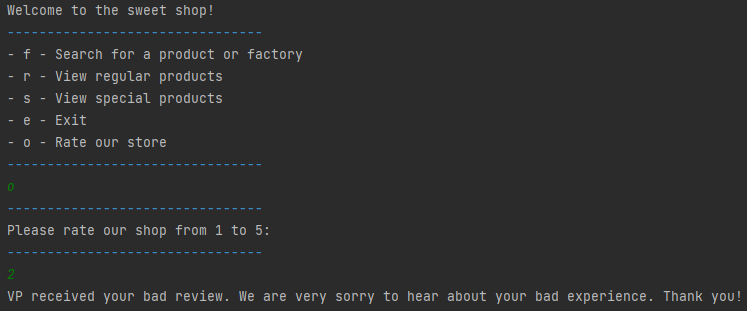 Welcome to the sweet shop!
--------------------------------
- f - Search for a product or factory
- r - View regular products
- s - View special products
- e - Exit
- o - Rate our store
--------------------------------
o
--------------------------------
Please rate our shop from 1 to 5:
--------------------------------
2
VP received your bad review. We are very sorry to hear about your bad experience. Thank you!